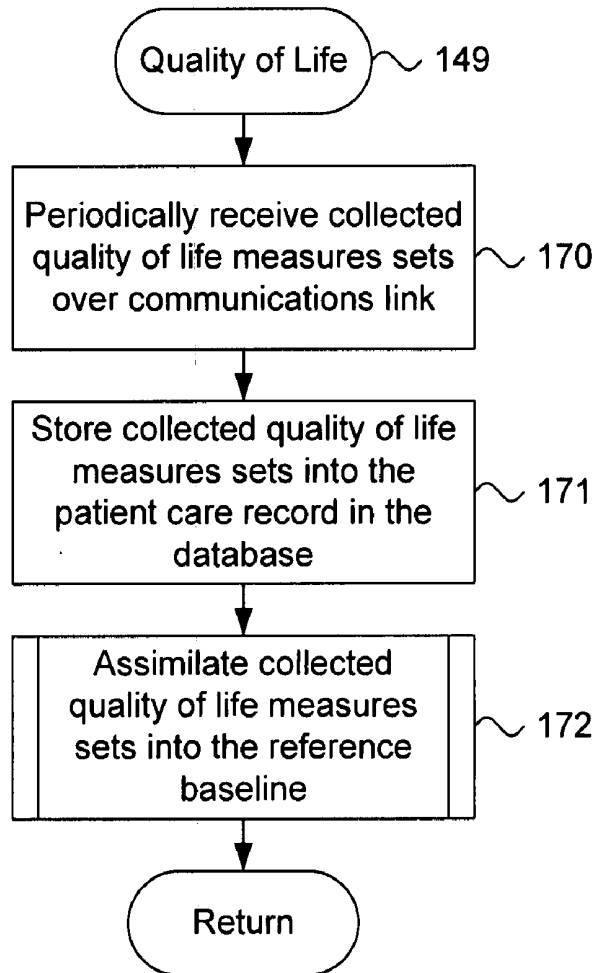 Quality of Life 149
Periodically receive collected
quality of life measures sets 170
over communications link
Store collected quality of life
measures sets into the
patient care record in the 171
database
Assimilate collected
quality of life measures
sets into the reference 172
baseline
Return